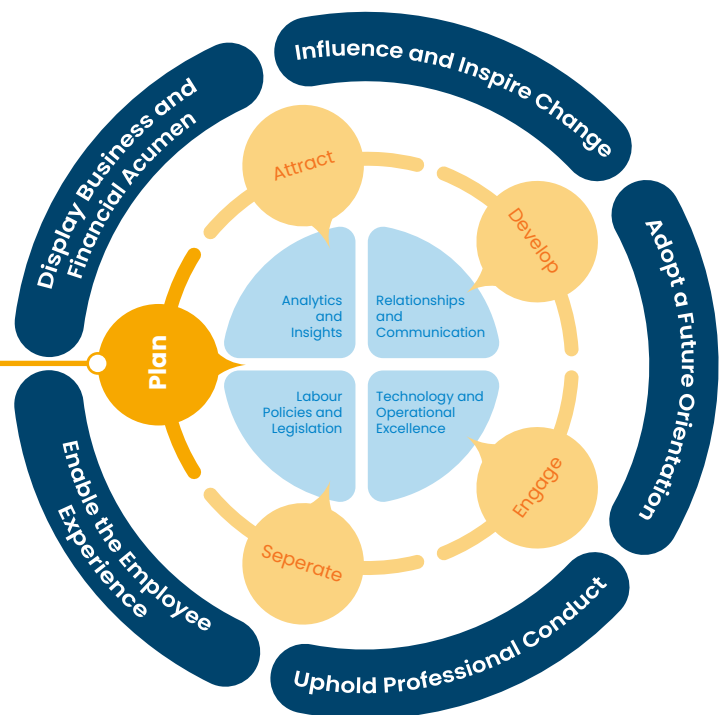 Influence and Inspire Change
Display Business and
Financial Acumen
Adopt a Future Orientation
Enable the Employee
Experience
Uphold Professional Conduct
Attract
Develop
Plan
Engage
Seperate
Analytics
and
Insights
Relationships
and
Communication
Labour
Policies and
Legislation
Technology and
Operational
Excellence